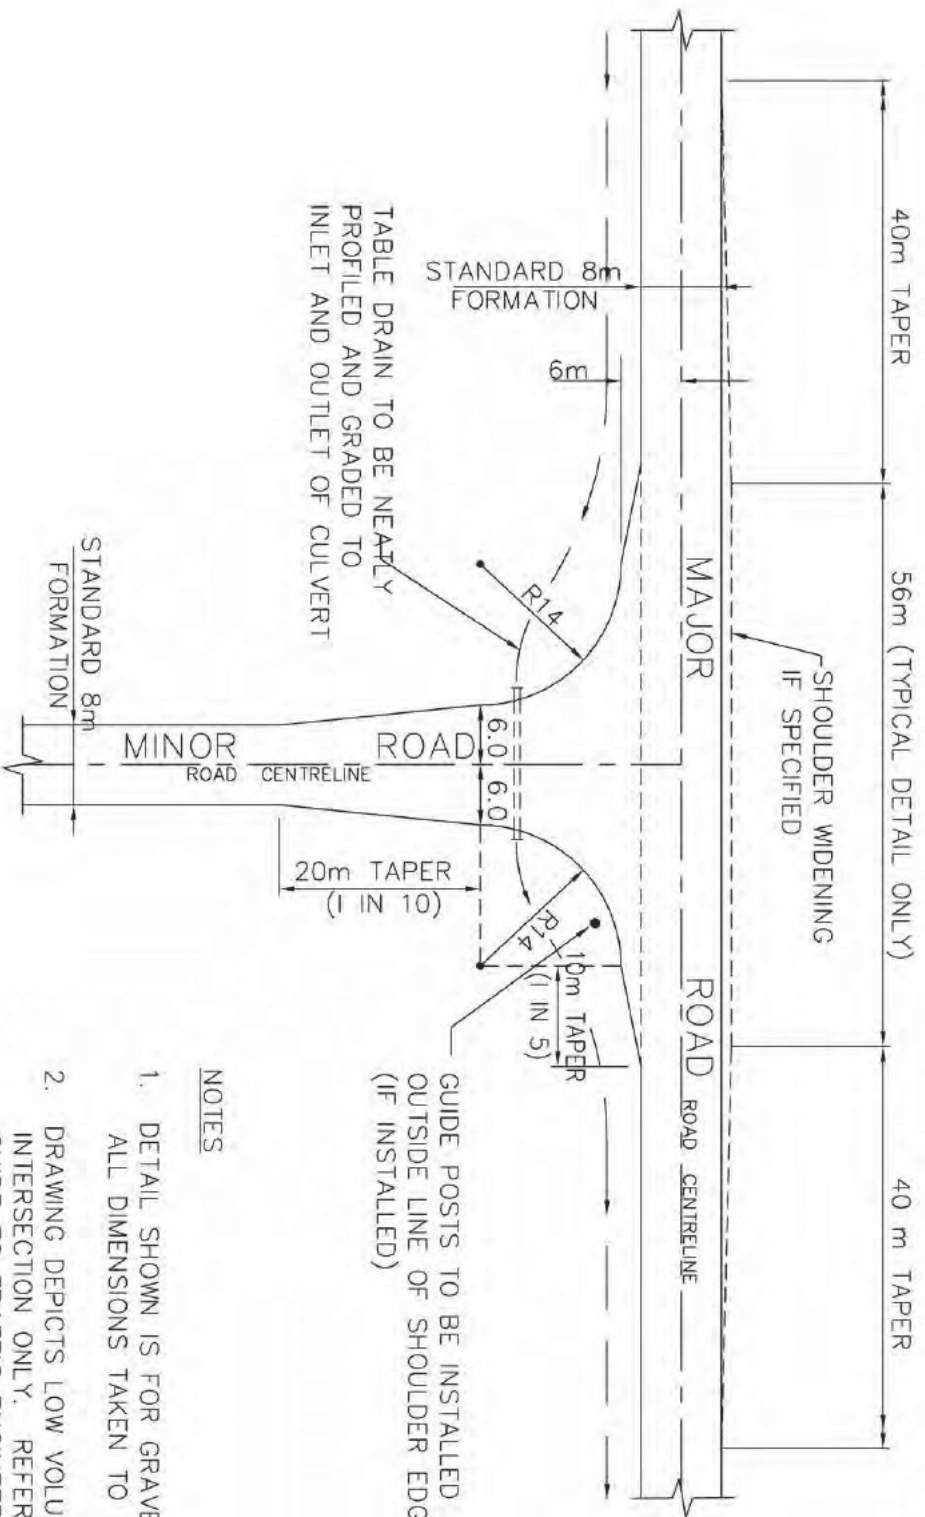 40m TAPER
56m (TYPICAL DETAIL ONLY)
40 m TAPER
SHOULDER WIDENING
IF SPECIFIED
STANDARD 8m
FORMATION
6m
MAJOR ROAD
ROAD CENTRELINE
TABLE DRAIN TO BE NEATLY
PROFILED AND GRADED TO
INLET AND OUTLET OF CULVERT
R14
6.0
6.0
R14
10m TAPER
(1 IN 5)
MINOR ROAD
ROAD CENTRELINE
20m TAPER
(1 IN 10)
STANDARD 8m
FORMATION
GUIDE POSTS TO BE INSTALLED
OUTSIDE LINE OF SHOULDER EDG
(IF INSTALLED)
NOTES
1. DETAIL SHOWN IS FOR GRAVE
ALL DIMENSIONS TAKEN TO
2. DRAWING DEPICTS LOW VOLU
INTERSECTION ONLY. REFER